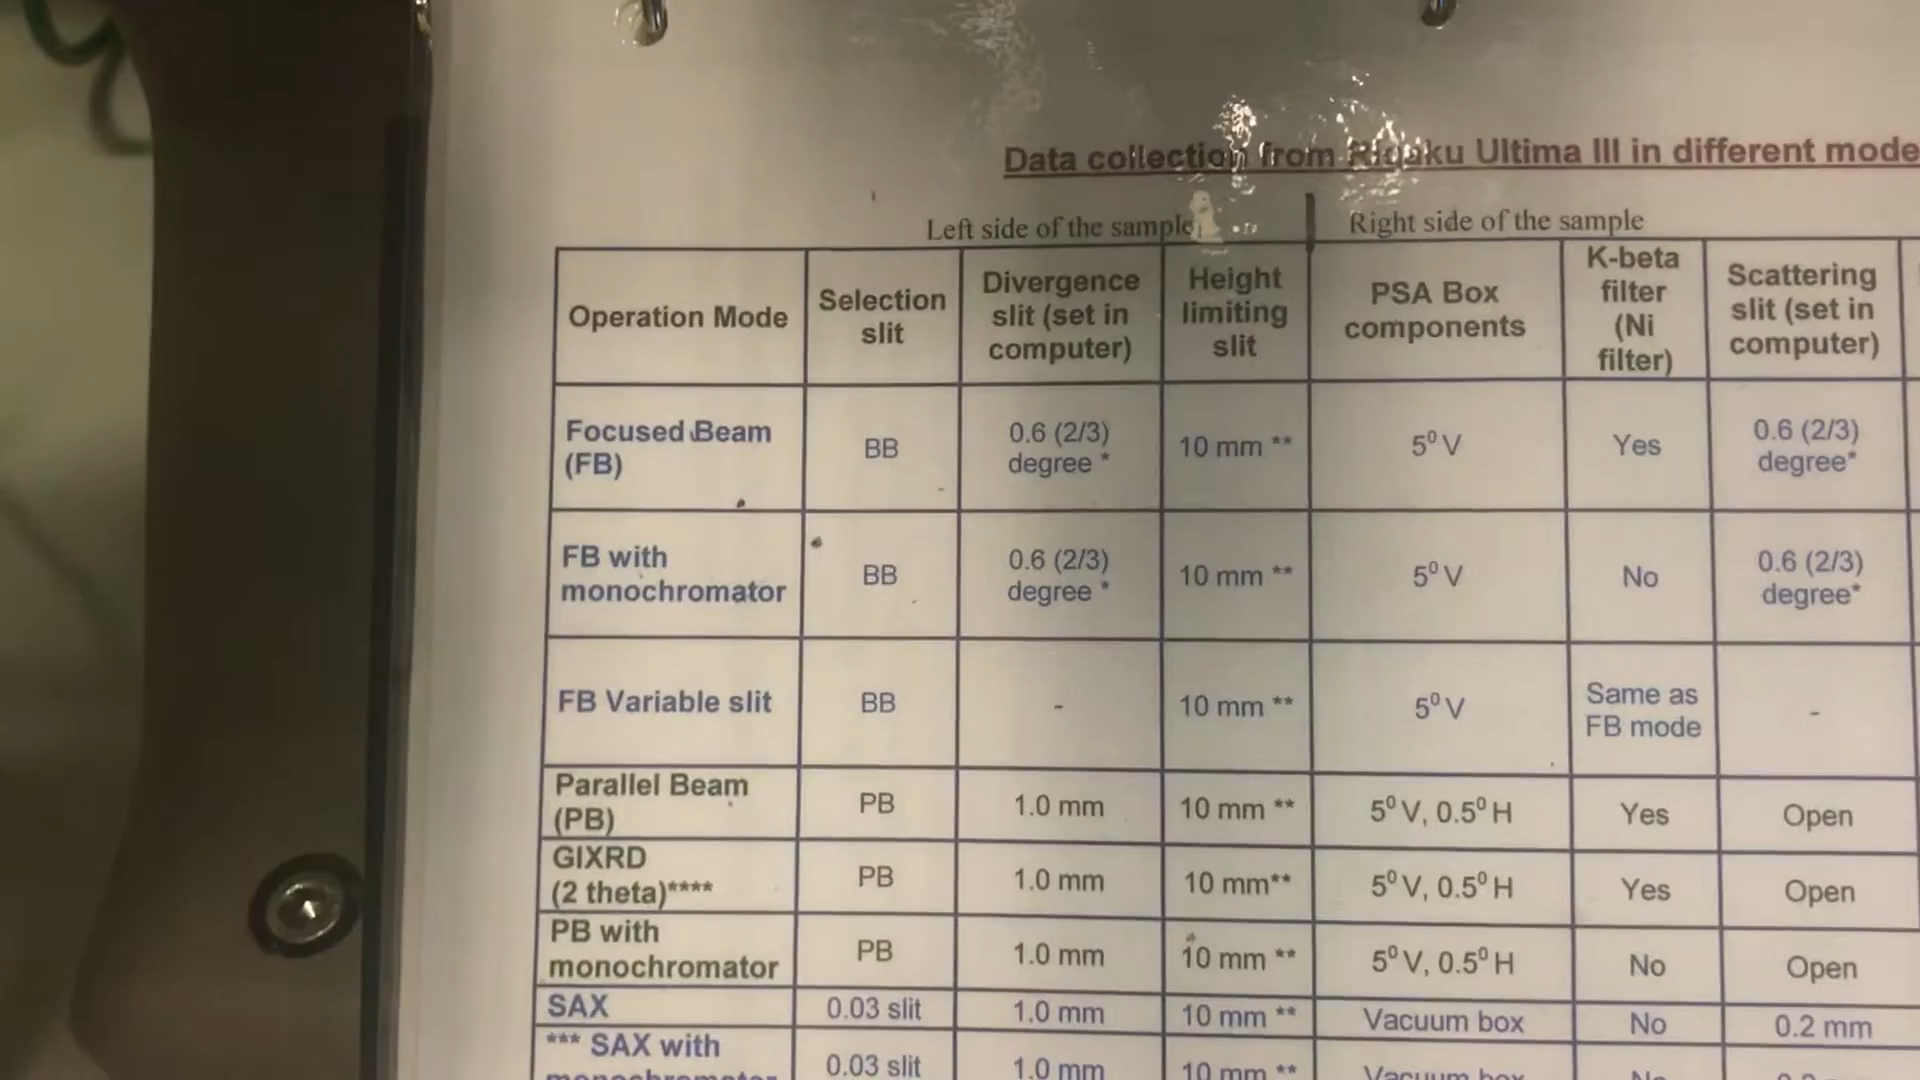 Data collection from Rigaku Ultima III in different mode
Left side of the sample
Right side of the sample
Operation Mode
Selection
slit
Divergence
slit (set in
computer)
Height
limiting
slit
PSA Box
components
K-beta
filter
(Ni
filter)
Scattering
slit (set in
computer)
Focused Beam
(FB)
BB
0.6 (2/3)
degree *
10 mm **
5⁰ V
Yes
0.6 (2/3)
degree*
FB with
monochromator
BB
0.6 (2/3)
degree *
10 mm **
5⁰ V
No
0.6 (2/3)
degree*
FB Variable slit
BB
-
10 mm **
5⁰ V
Same as
FB mode
-
Parallel Beam
(PB)
PB
1.0 mm
10 mm **
5⁰ V, 0.5⁰ H
Yes
Open
GIXRD
(2 theta)****
PB
1.0 mm
10 mm**
5⁰ V, 0.5⁰ H
Yes
Open
PB with
monochromator
PB
1.0 mm
10 mm **
5⁰ V, 0.5⁰ H
No
Open
SAX
0.03 slit
1.0 mm
10 mm **
Vacuum box
No
0.2 mm
*** SAX with
monochromator
0.03 slit
1.0 mm
10 mm **
Vacuum box